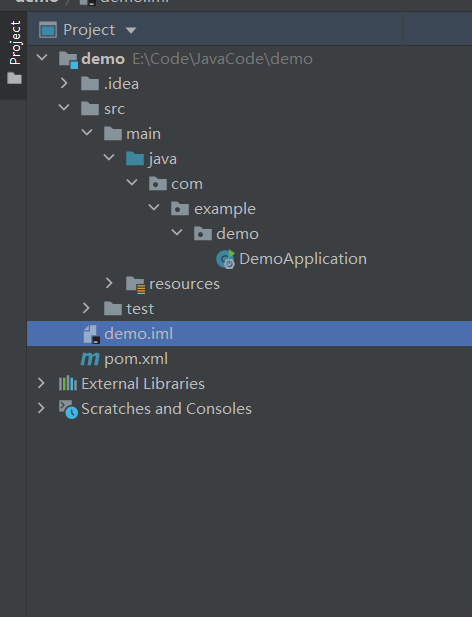 demo / demo.iml
Project
Project
demo E:\Code\JavaCode\demo
.idea
src
main
java
com
example
demo
DemoApplication
resources
test
demo.iml
m pom.xml
External Libraries
Scratches and Consoles